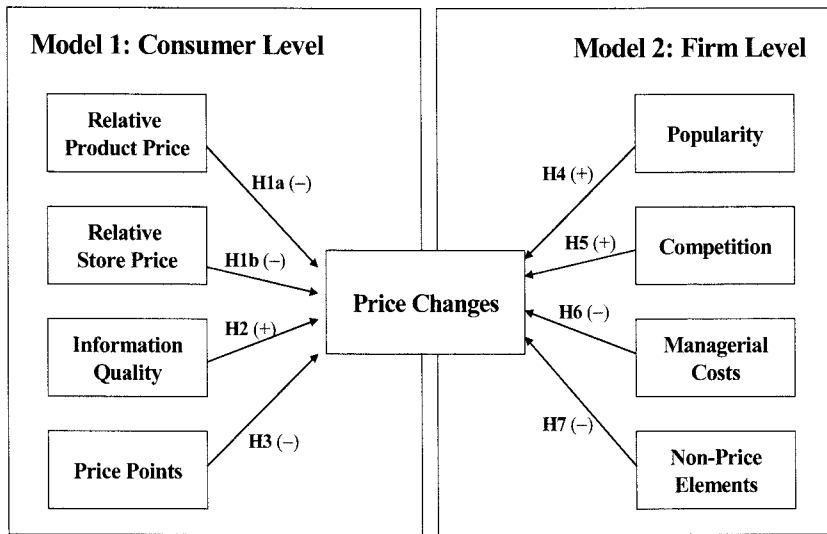 Model 1: Consumer Level
Relative
Product Price
H1a (–)
Relative
Store Price
H1b (–)
Information
Quality
H2 (+)
Price Points
H3 (–)
Price Changes
Model 2: Firm Level
Popularity
H4 (+)
Competition
H5 (+)
Managerial
Costs
H6 (–)
Non-Price
Elements
H7 (–)